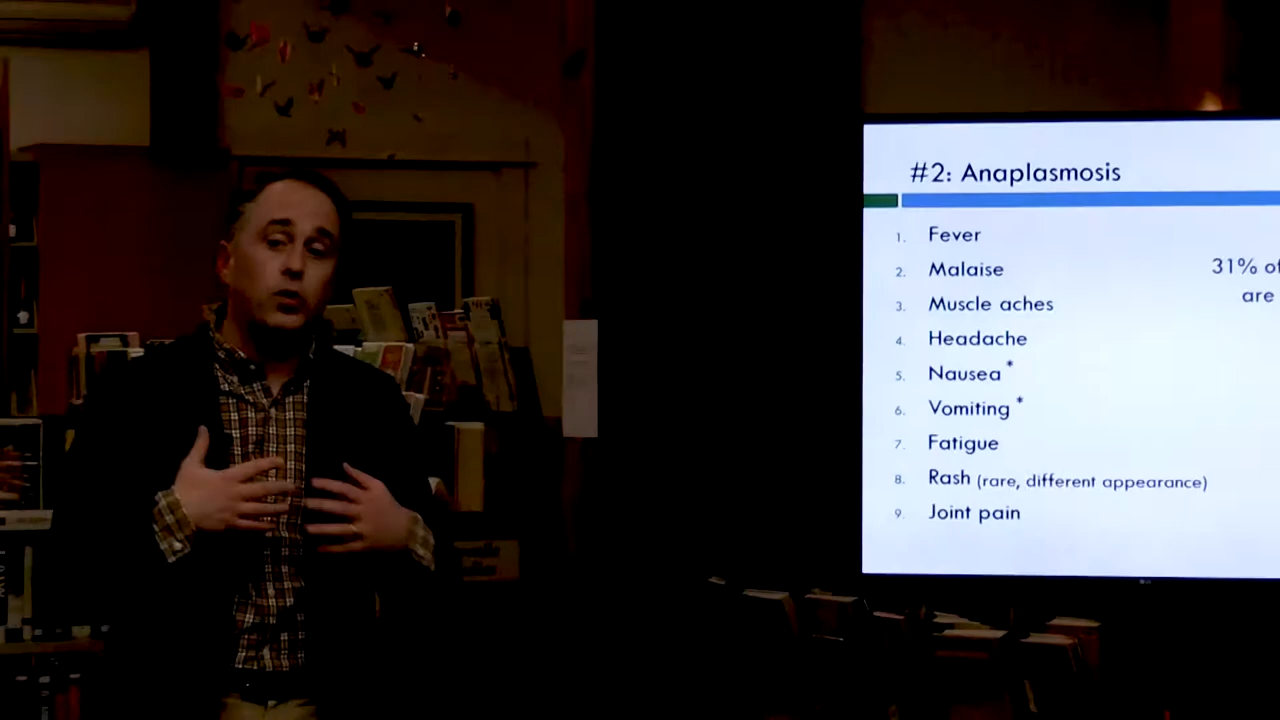 #2: Anaplasmosis
1. Fever
2. Malaise
3. Muscle aches
4. Headache
5. Nausea *
6. Vomiting *
7. Fatigue
8. Rash (rare, different appearance)
9. Joint pain
31% of
are
LG